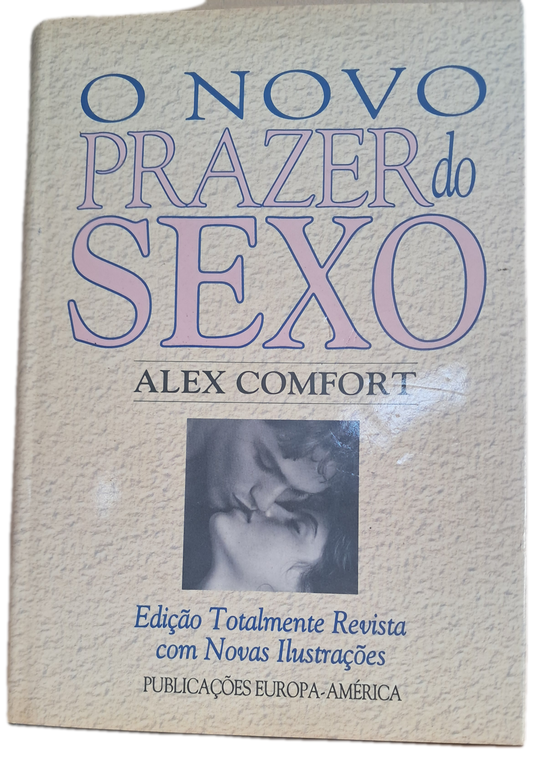 O NOVO
PRAZER do
SEXO
ALEX COMFORT
Edição Totalmente Revista
com Novas Ilustrações
PUBLICAÇÕES EUROPA-AMÉRICA